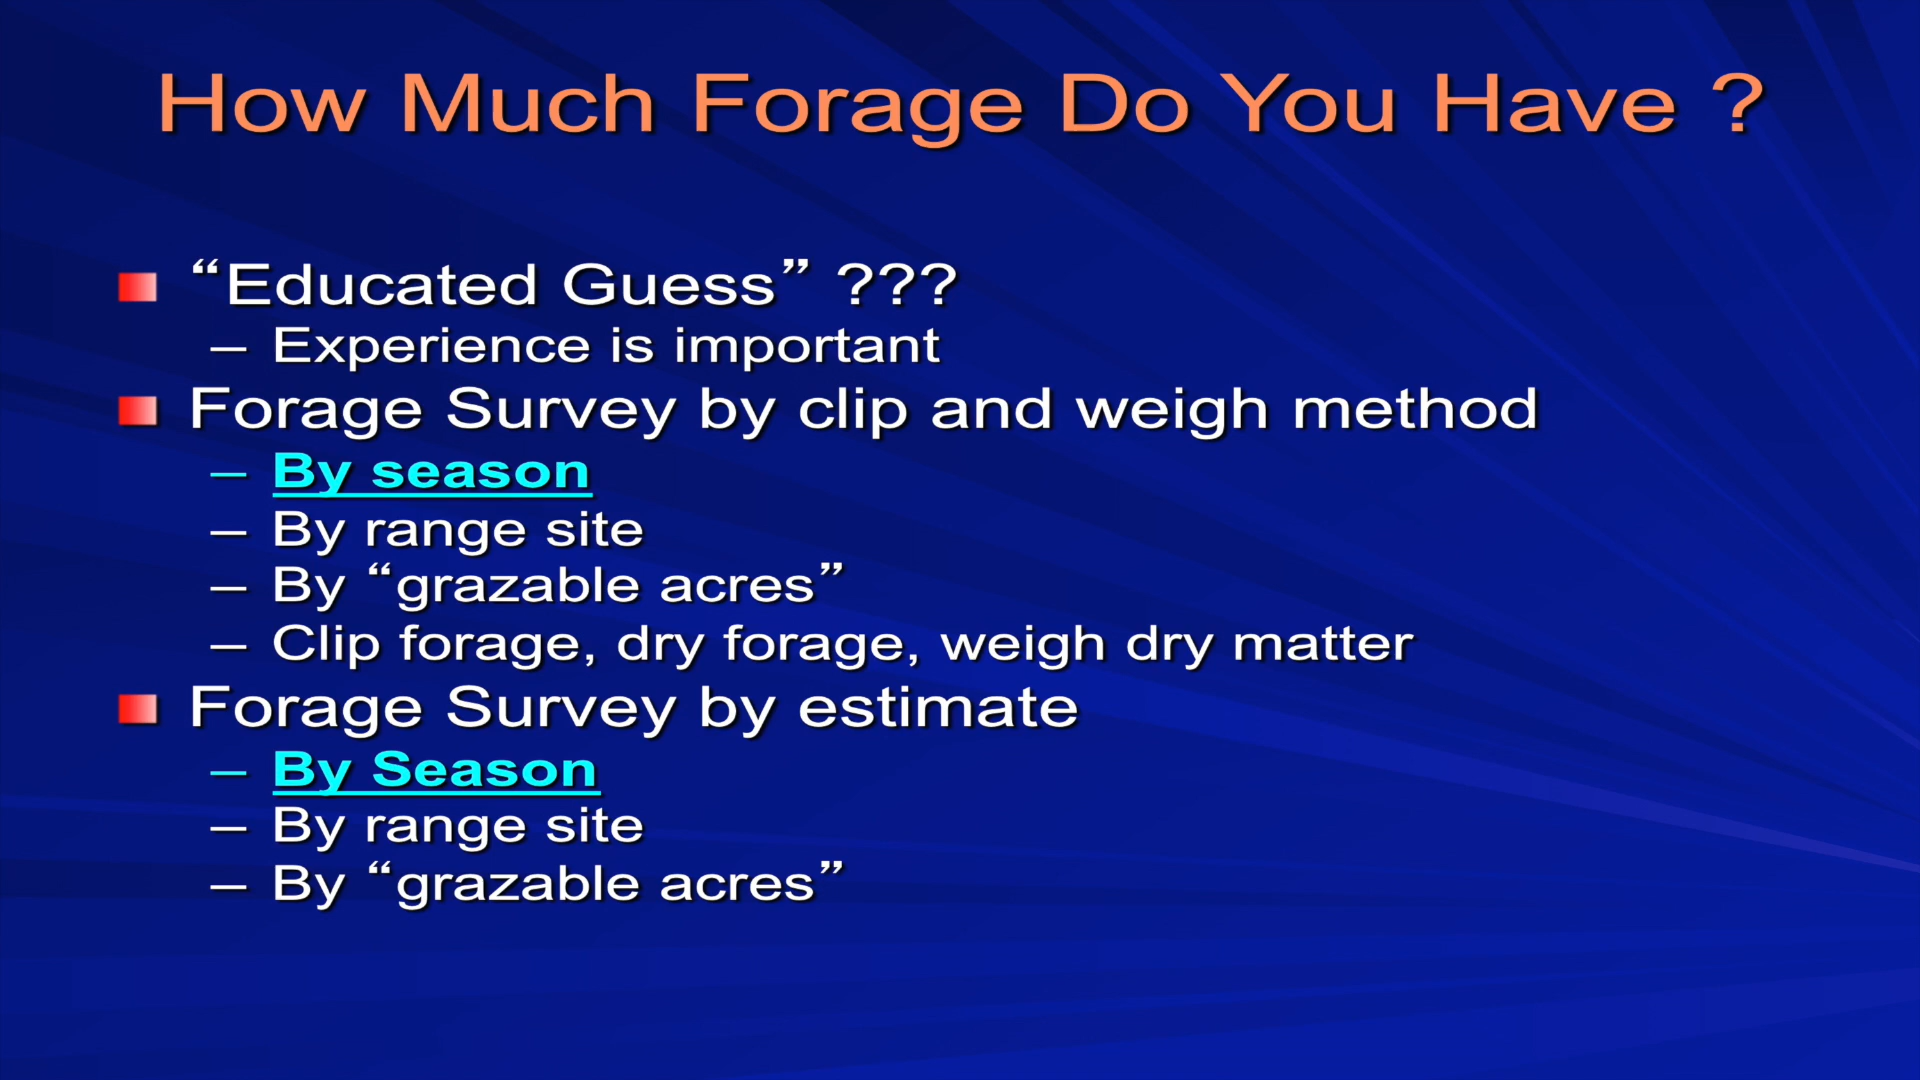 How Much Forage Do You Have ?
“Educated Guess” ???
– Experience is important
Forage Survey by clip and weigh method
– By season
– By range site
– By “grazable acres”
– Clip forage, dry forage, weigh dry matter
Forage Survey by estimate
– By Season
– By range site
– By “grazable acres”